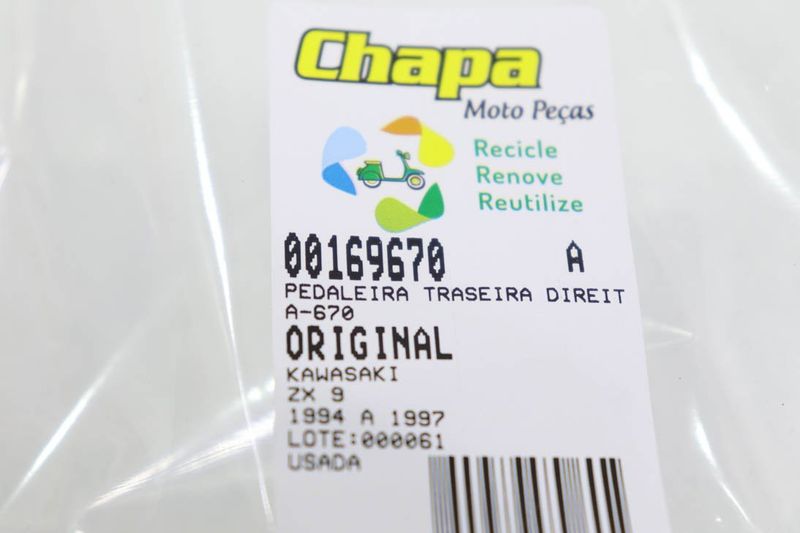 Chapa
Moto Peças
Recicle
Renove
Reutilize
00169670 A
PEDALEIRA TRASEIRA DIREIT
A-670
ORIGINAL
KAWASAKI
ZX 9
1994 A 1997
LOTE:000061
USADA